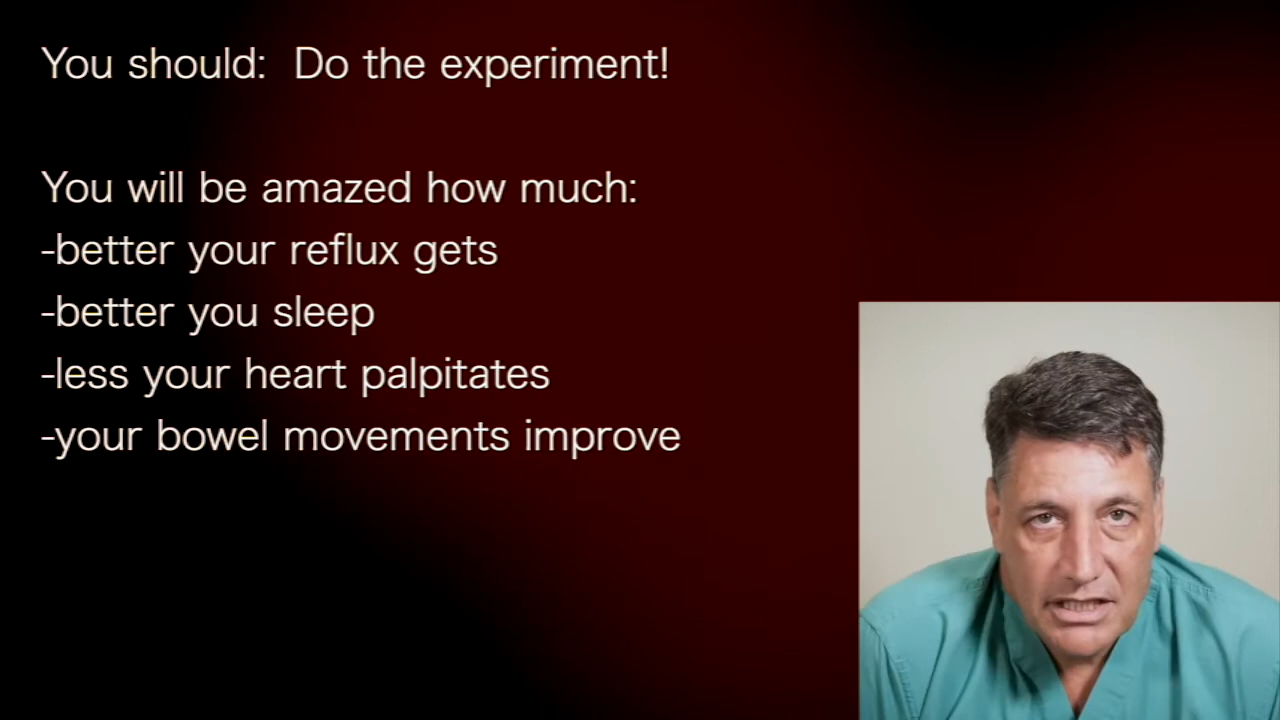 You should:  Do the experiment!
You will be amazed how much:
-better your reflux gets
-better you sleep
-less your heart palpitates
-your bowel movements improve